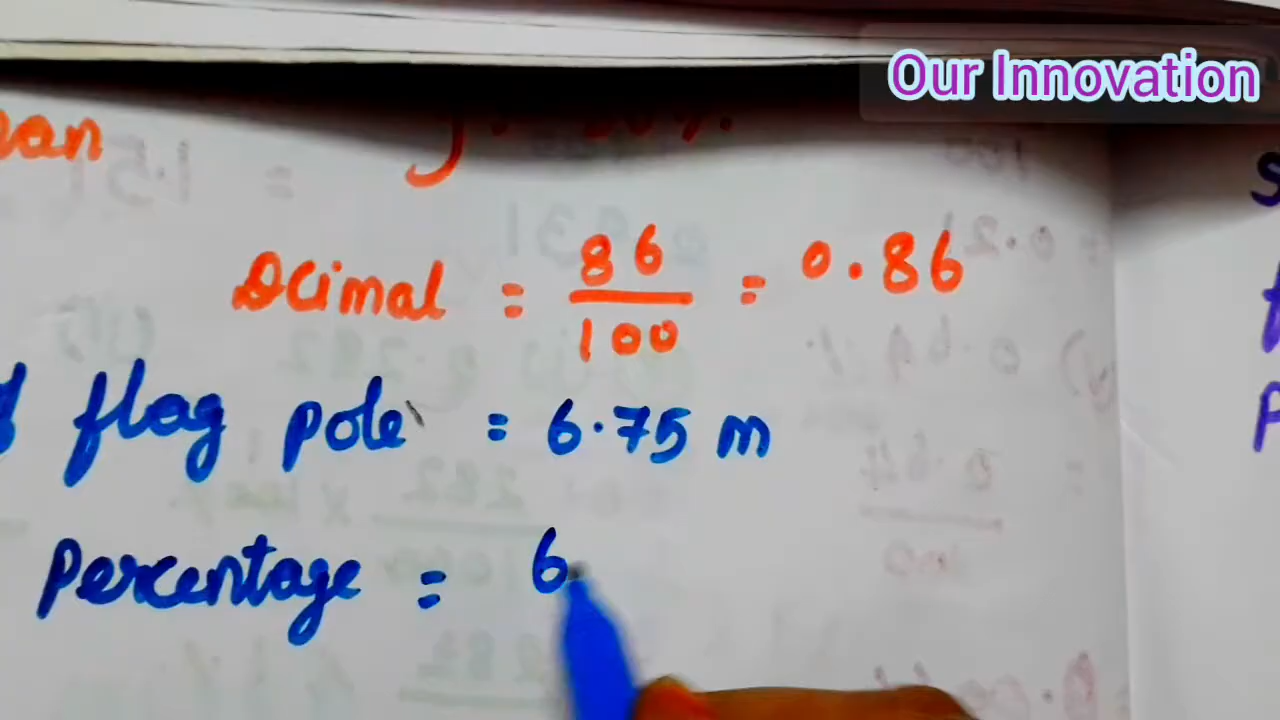 Our Innovation
Dcimal = 86/100 = 0.86
flag pole = 6.75 m
Percentage = 6